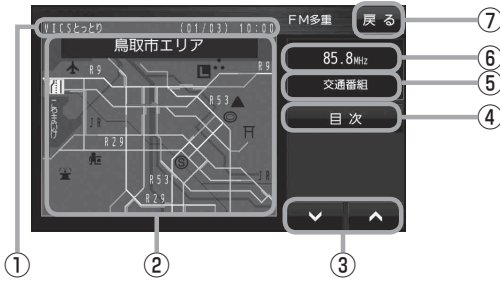 VICSとっとり (01/03) 10:00
FM多重
戻る
⑦
鳥取市エリア
⑥
85.8MHz
⑤
交通番組
④
目次
R9
L
R9
R53
JR
R29
R53
JR
R29
①
②
③